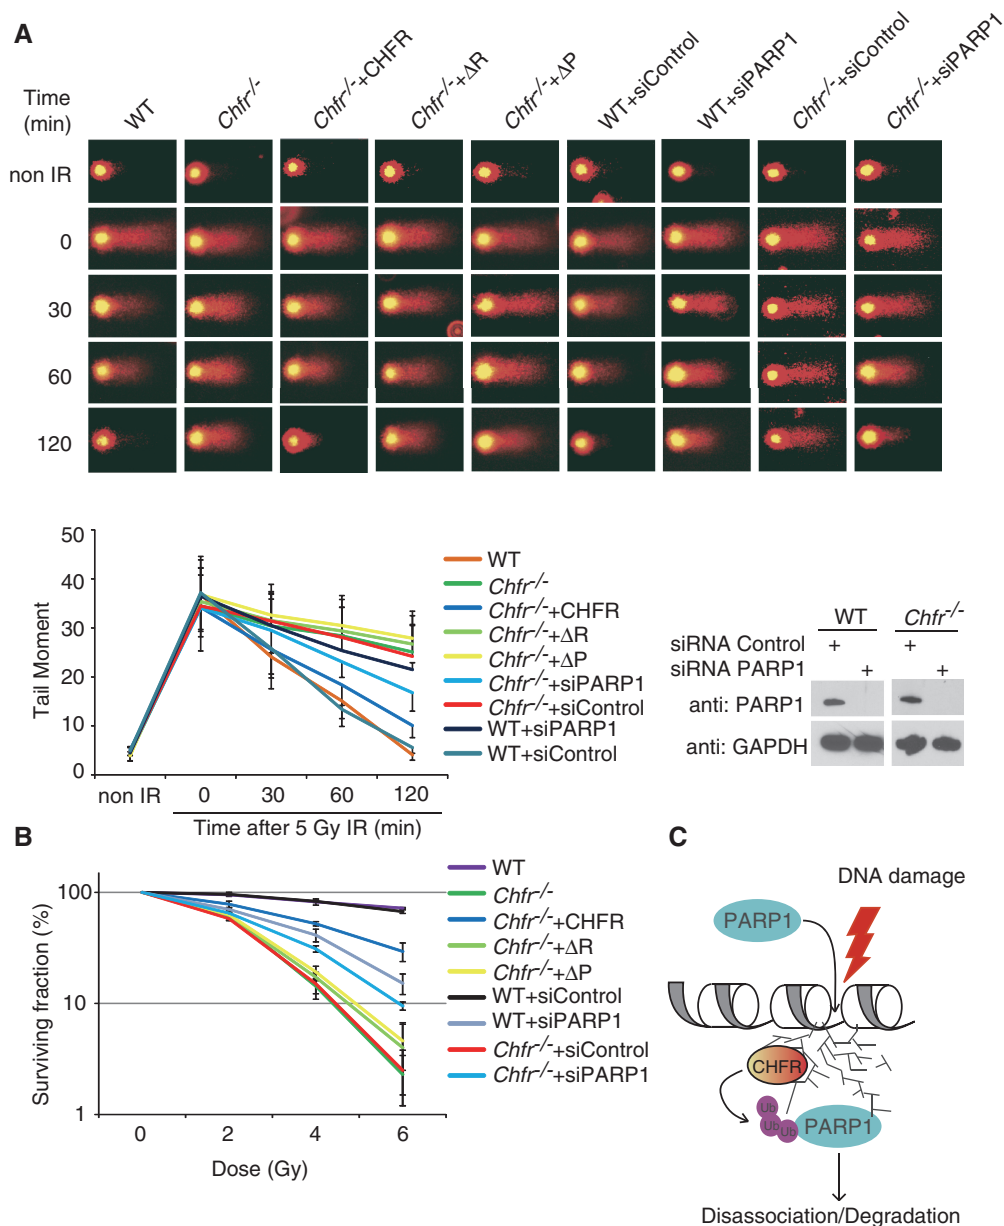 A
Time
(min)
WT
Chfr-/-
Chfr-/-+CHFR
Chfr-/-+ΔR
Chfr-/-+ΔP
WT+siControl
WT+siPARP1
Chfr-/-+siControl
Chfr-/-+siPARP1
non IR
0
30
60
120
Tail Moment
50
40
30
20
10
0
non IR
0
30
60
120
Time after 5 Gy IR (min)
WT
Chfr-/-
Chfr-/-+CHFR
Chfr-/-+ΔR
Chfr-/-+ΔP
Chfr-/-+siPARP1
Chfr-/-+siControl
WT+siPARP1
WT+siControl
WT
Chfr-/-
siRNA Control + +
siRNA PARP1 + +
anti: PARP1
anti: GAPDH
B
Surviving fraction (%)
100
10
1
0
2
4
6
Dose (Gy)
WT
Chfr-/-
Chfr-/-+CHFR
Chfr-/-+ΔR
Chfr-/-+ΔP
WT+siControl
WT+siPARP1
Chfr-/-+siControl
Chfr-/-+siPARP1
C
DNA damage
PARP1
CHFR
Ub
Ub
Ub
PARP1
Disassociation/Degradation